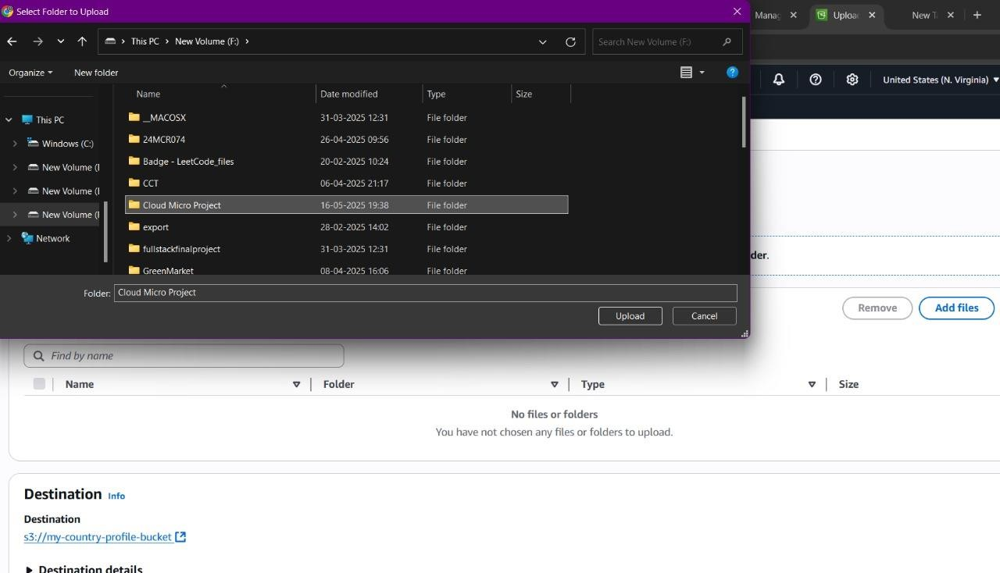 Select Folder to Upload
Manag
Upload
New T
This PC > New Volume (F:) >
Search New Volume (F:)
Organize
New folder
United States (N. Virginia)
Name Date modified Type Size
This PC
Windows (C:)
New Volume (
New Volume (
New Volume (
Network
__MACOSX 31-03-2025 12:31 File folder
24MCR074 26-04-2025 09:56 File folder
Badge - LeetCode_files 20-02-2025 10:24 File folder
CCT 06-04-2025 21:17 File folder
Cloud Micro Project 16-05-2025 19:38 File folder
export 28-02-2025 14:02 File folder
fullstackfinalproject 31-03-2025 12:31 File folder
GreenMarket 08-04-2025 16:06 File folder
der.
Folder: Cloud Micro Project
Upload Cancel
Remove Add files
Find by name
Name Folder Type Size
No files or folders
You have not chosen any files or folders to upload.
Destination Info
Destination
s3://my-country-profile-bucket
Destination details